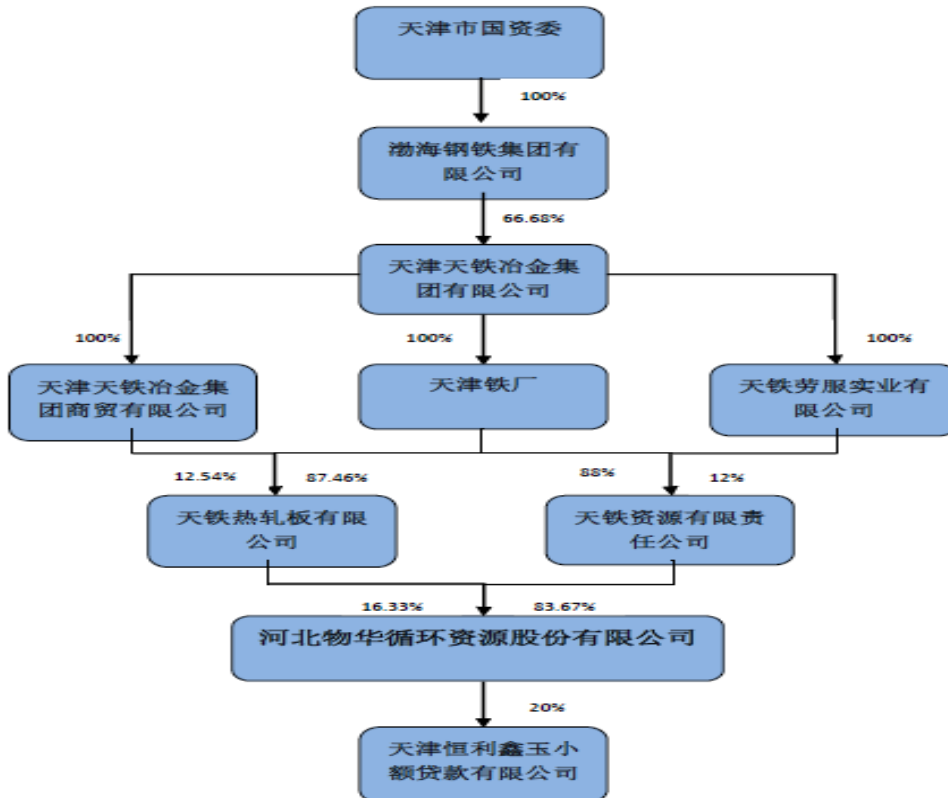 天津市国资委
100%
渤海钢铁集团有
限公司
66.68%
天津天铁冶金集
团有限公司
100%
100%
100%
天津天铁冶金集
团商贸有限公司
天津铁厂
天铁劳服实业有
限公司
12.54%
87.46%
88%
12%
天铁热轧板有限
公司
天铁资源有限责
任公司
16.33%
83.67%
河北物华循环资源股份有限公司
20%
天津恒利鑫玉小
额贷款有限公司